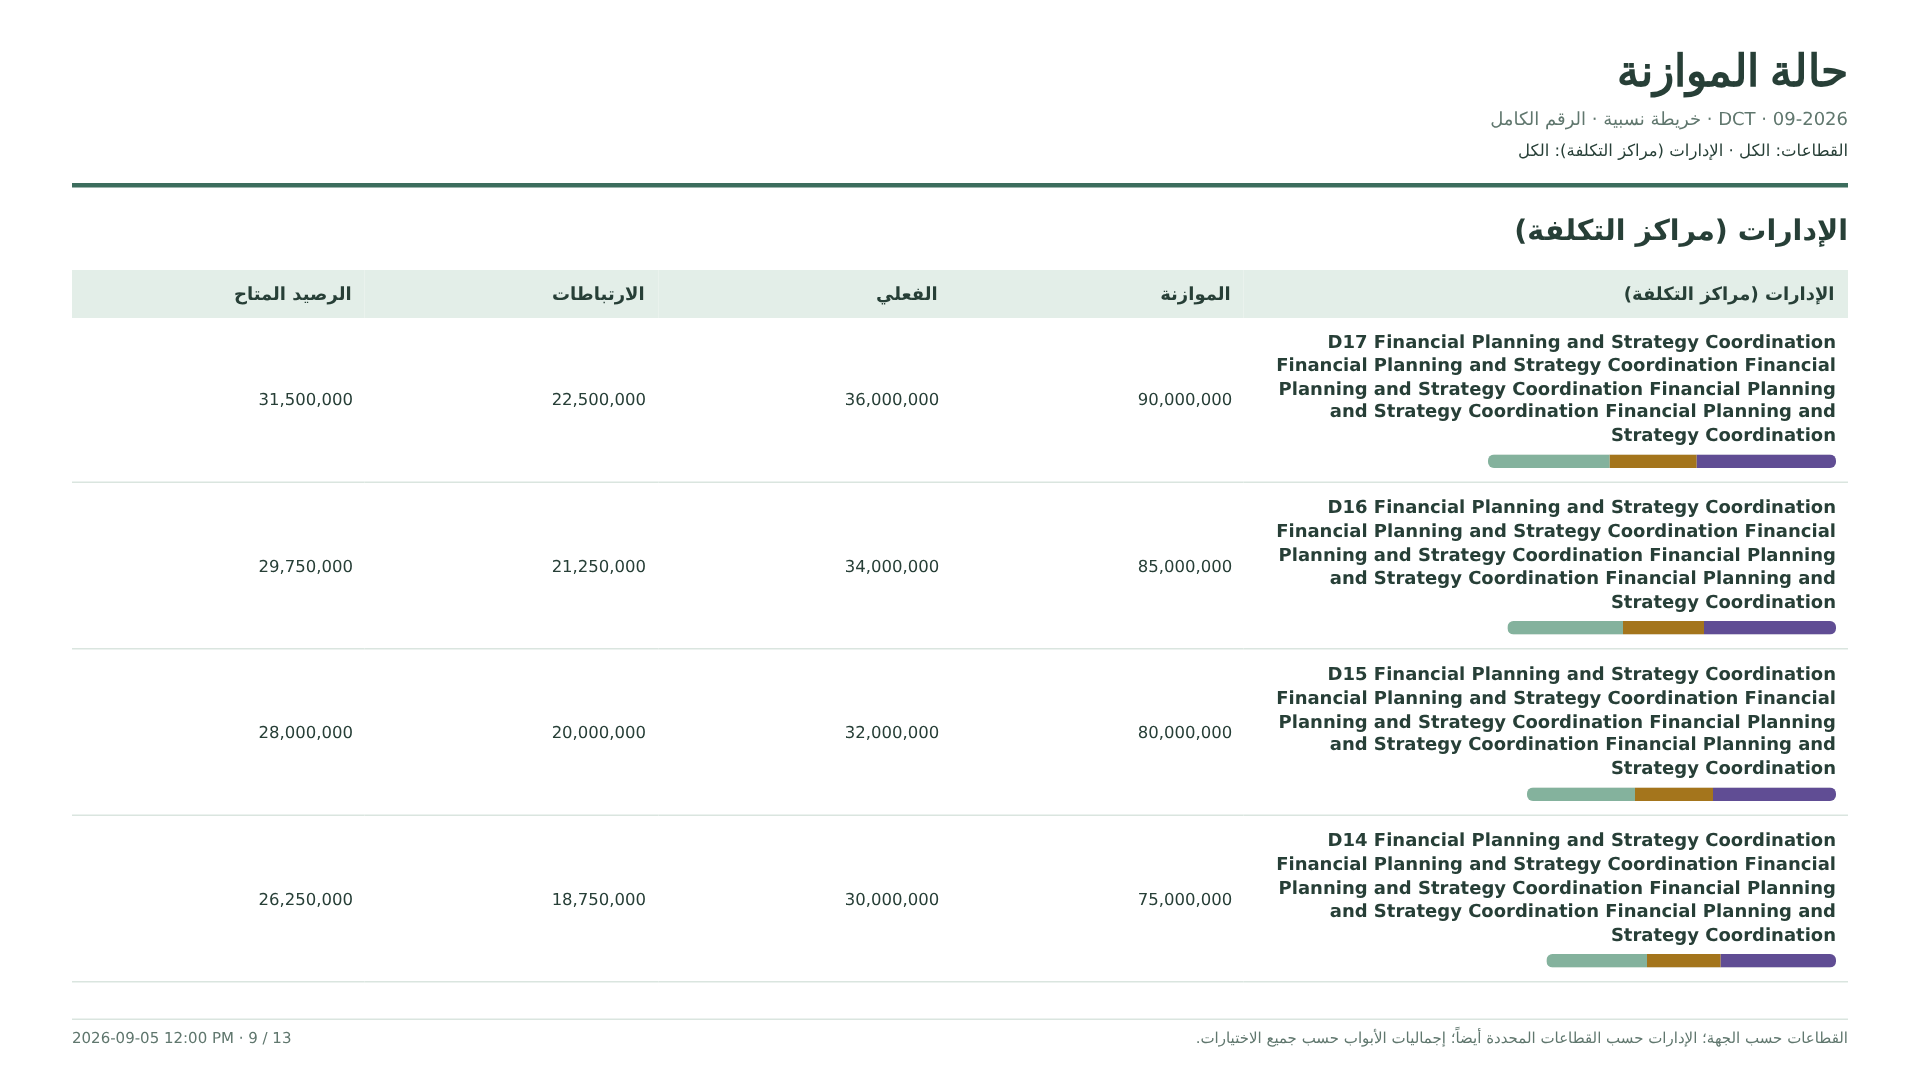 حالة الموازنة
DCT · 09-2026 · خريطة نسبية · الرقم الكامل
القطاعات: الكل · الإدارات (مراكز التكلفة): الكل
الإدارات (مراكز التكلفة)
الإدارات (مراكز التكلفة) الموازنة الفعلي الارتباطات الرصيد المتاح
D17 Financial Planning and Strategy Coordination
Financial Planning and Strategy Coordination Financial
Planning and Strategy Coordination Financial Planning
and Strategy Coordination Financial Planning and
Strategy Coordination
90,000,000 36,000,000 22,500,000 31,500,000
D16 Financial Planning and Strategy Coordination
Financial Planning and Strategy Coordination Financial
Planning and Strategy Coordination Financial Planning
and Strategy Coordination Financial Planning and
Strategy Coordination
85,000,000 34,000,000 21,250,000 29,750,000
D15 Financial Planning and Strategy Coordination
Financial Planning and Strategy Coordination Financial
Planning and Strategy Coordination Financial Planning
and Strategy Coordination Financial Planning and
Strategy Coordination
80,000,000 32,000,000 20,000,000 28,000,000
D14 Financial Planning and Strategy Coordination
Financial Planning and Strategy Coordination Financial
Planning and Strategy Coordination Financial Planning
and Strategy Coordination Financial Planning and
Strategy Coordination
75,000,000 30,000,000 18,750,000 26,250,000
القطاعات حسب الجهة؛ الإدارات حسب القطاعات المحددة أيضاً؛ إجماليات الأبواب حسب جميع الاختيارات.
2026-09-05 12:00 PM · 9 / 13